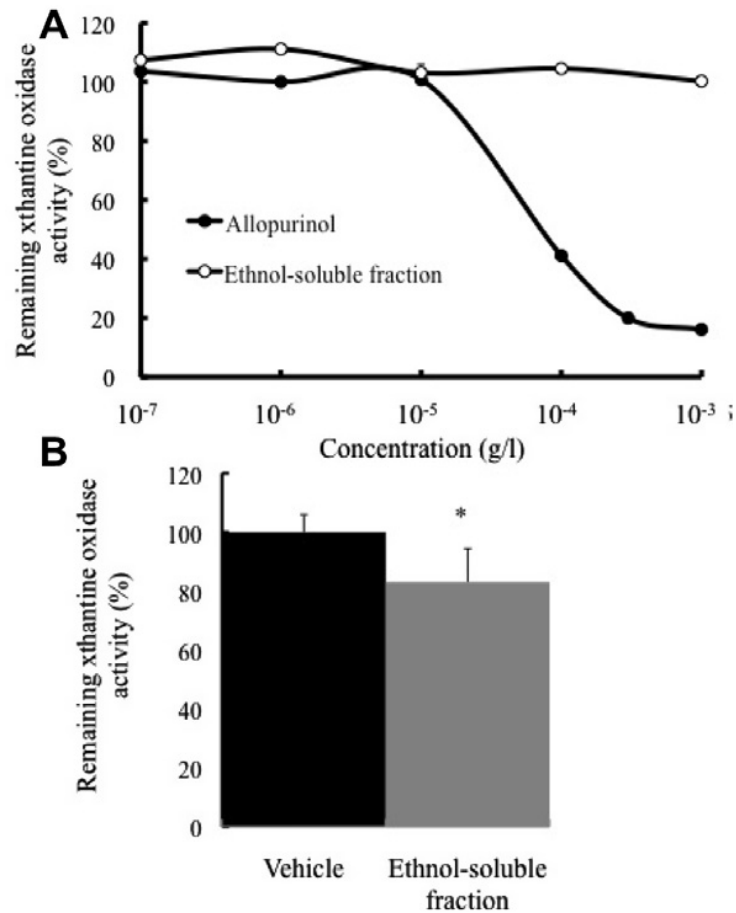 A
Remaining xthantine oxidase
activity (%)
120
100
80
60
40
20
0
Allopurinol
Ethnol-soluble fraction
10-7
10-6
10-5
10-4
10-3
Concentration (g/l)
B
Remaining xthantine oxidase
activity (%)
120
100
80
60
40
20
0
*
Vehicle
Ethnol-soluble
fraction